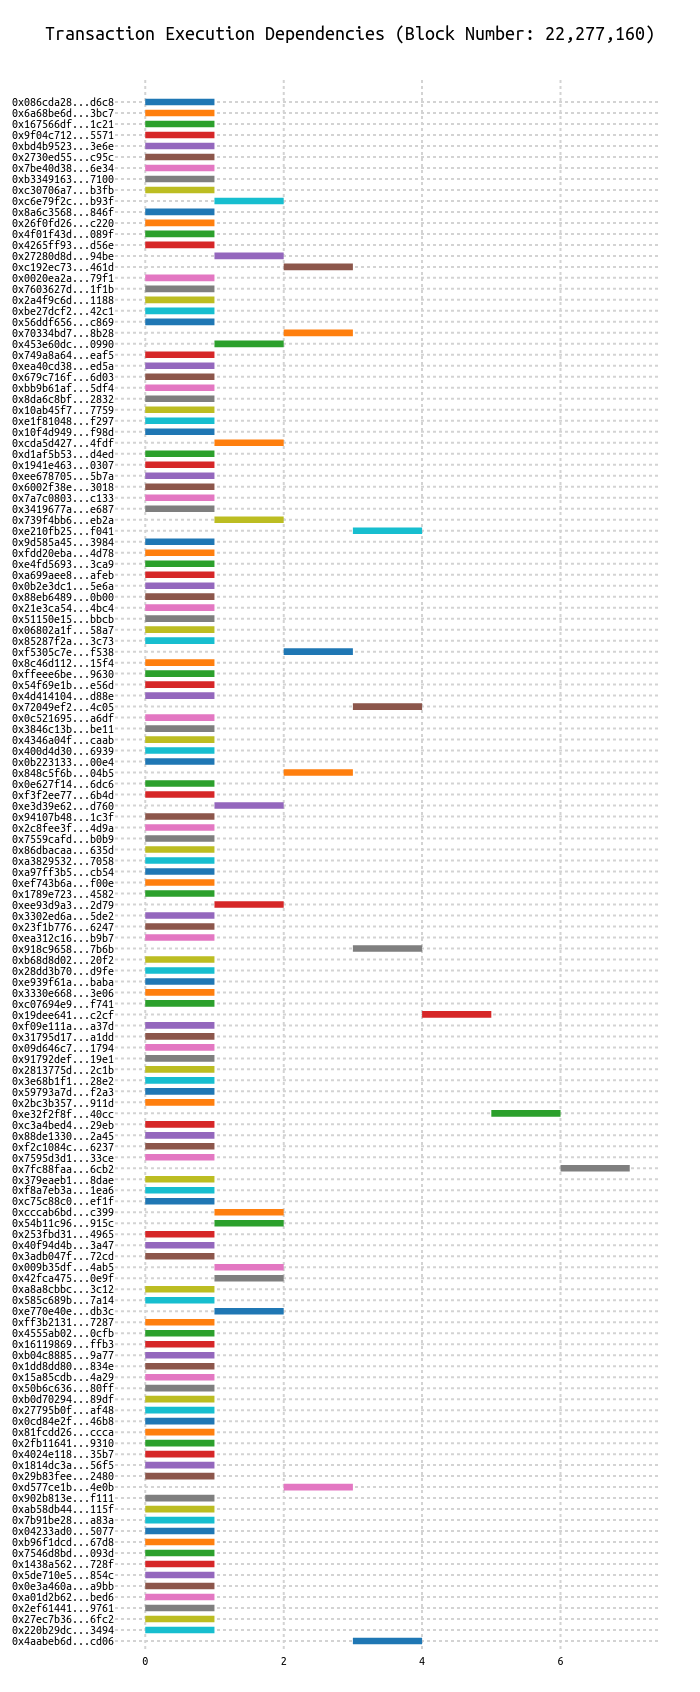 Transaction Execution Dependencies (Block Number: 22,277,160)
0x086cda28...d6c8
0x6a68be6d...3bc7
0x167566df...1c21
0x9f04c712...5571
0xbd4b9523...3e6e
0x2730ed55...c95c
0x7be40d38...6e34
0xb3349163...7100
0xc30706a7...b3fb
0xc6e79f2c...b93f
0x8a6c3568...846f
0x26f0fd26...c220
0x4f01f43d...089f
0x4265ff93...d56e
0x27280d8d...94be
0xc192ec73...461d
0x0020ea2a...79f1
0x7603627d...1f1b
0x2a4f9c6d...1188
0xbe27dcf2...42c1
0x56ddf656...c869
0x70334bd7...8b28
0x453e60dc...0990
0x749a8a64...eaf5
0xea40cd38...ed5a
0x679c716f...6d03
0xbb9b61af...5df4
0x8da6c8bf...2832
0x10ab45f7...7759
0xe1f81048...f297
0x10f4d949...f98d
0xcda5d427...4fdf
0xd1af5b53...d4ed
0x1941e463...0307
0xee678705...5b7a
0x6002f38e...3018
0x7a7c0803...c133
0x3419677a...e687
0x739f4bb6...eb2a
0xe210fb25...f041
0x9d585a45...3984
0xfdd20eba...4d78
0xe4fd5693...3ca9
0xa699aee8...afeb
0x0b2e3dc1...5e6a
0x88eb6489...0b00
0x21e3ca54...4bc4
0x51150e15...bbcb
0x06802a1f...58a7
0x85287f2a...3c73
0xf5305c7e...f538
0x8c46d112...15f4
0xffeee6be...9630
0x54f69e1b...e56d
0x4d414104...d88e
0x72049ef2...4c05
0x0c521695...a6df
0x3846c13b...be11
0x4346a04f...caab
0x400d4d30...6939
0x0b223133...00e4
0x848c5f6b...04b5
0x0e627f14...6dc6
0xf3f2ee77...6b4d
0xe3d39e62...d760
0x94107b48...1c3f
0x2c8fee3f...4d9a
0x7559cafd...b0b9
0x86dbacaa...635d
0xa3829532...7058
0xa97ff3b5...cb54
0xef743b6a...f00e
0x1789e723...4582
0xee93d9a3...2d79
0x3302ed6a...5de2
0x23f1b776...6247
0xea312c16...b9b7
0x918c9658...7b6b
0xb68d8d02...20f2
0x28dd3b70...d9fe
0xe939f61a...baba
0x3330e668...3e06
0xc07694e9...f741
0x19dee641...c2cf
0xf09e111a...a37d
0x31795d17...a1dd
0x09d646c7...1794
0x91792def...19e1
0x2813775d...2c1b
0x3e68b1f1...28e2
0x59793a7d...f2a3
0x2bc3b357...911d
0xe32f2f8f...40cc
0xc3a4bed4...29eb
0x88de1330...2a45
0xf2c1084c...6237
0x7595d3d1...33ce
0x7fc88faa...6cb2
0x379eaeb1...8dae
0xf8a7eb3a...1ea6
0xc75c88c0...ef1f
0xcccab6bd...c399
0x54b11c96...915c
0x253fbd31...4965
0x40f94d4b...3a47
0x3adb047f...72cd
0x009b35df...4ab5
0x42fca475...0e9f
0xa8a8cbbc...3c12
0x585c689b...7a14
0xe770e40e...db3c
0xff3b2131...7287
0x4555ab02...0cfb
0x16119869...ffb3
0xb04c8885...9a77
0x1dd8dd80...834e
0x15a85cdb...4a29
0x50b6c636...80ff
0xb0d70294...89df
0x27795b0f...af48
0x0cd84e2f...46b8
0x81fcdd26...ccca
0x2fb11641...9310
0x4024e118...35b7
0x1814dc3a...56f5
0x29b83fee...2480
0xd577ce1b...4e0b
0x902b813e...f111
0xab58db44...115f
0x7b91be28...a83a
0x04233ad0...5077
0xb96f1dcd...67d8
0x7546d8bd...093d
0x1438a562...728f
0x5de710e5...854c
0x0e3a460a...a9bb
0xa01d2b62...bed6
0x2ef61441...9761
0x27ec7b36...6fc2
0x220b29dc...3494
0x4aabeb6d...cd06
0 2 4 6